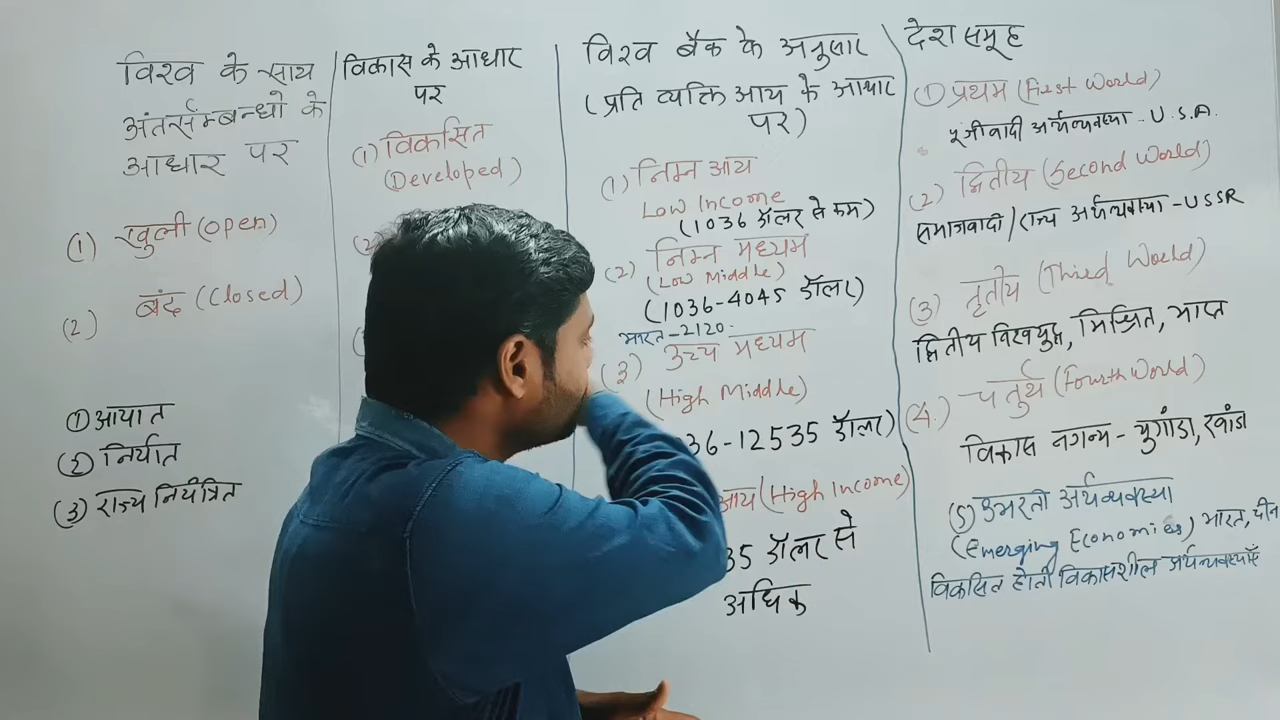 विश्व के साथ
अंतर्सम्बन्धो के
आधार पर
(1) खुली (open)
(2) बंद (Closed)
① आयात
② निर्यात
(3) राज्य नियंत्रित
विकास के आधार
पर
(1) विकसित
(Developed)
विश्व बैंक के अनुसार
(प्रति व्यक्ति आय के आधार
पर)
(1) निम्न आय
Low Income
(1036 डॉलर से कम)
(2) निम्न मध्यम
(Low Middle)
(1036-4045 डॉलर)
भारत-2120.
(3) उच्च मध्यम
(High Middle)
36-12535 डॉलर)
आय (High Income)
35 डॉलर से
अधिक
देश समूह
① प्रथम (First World)
पूंजीवादी अर्थव्यवस्था - U.S.A.
(2) द्वितीय (Second World)
समाजवादी/राज्य अर्थव्यवस्था - USSR
(3) तृतीय (Third World)
द्वितीय विश्वयुद्ध, मिश्रित, भारत
(4.) चतुर्थ (Fourth World)
विकास नगन्य - युगांडा, रवांडा
(5) उभरती अर्थव्यवस्था
(Emerging Economies) भारत, चीन
विकसित होती विकासशील अर्थव्यवस्थाएँ